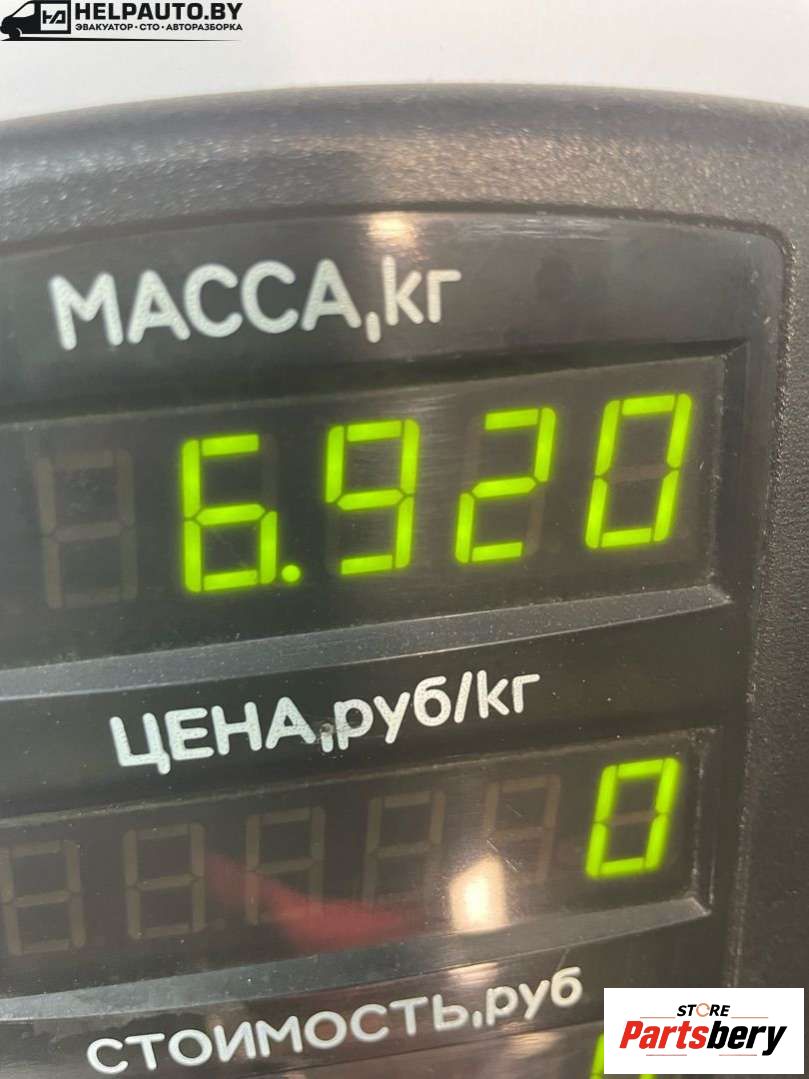 HELPAUTO.BY
ЭВАКУАТОР · СТО · АВТОРАЗБОРКА
МАССА,кг
6.920
ЦЕНА,руб/кг
0
СТОИМОСТЬ,руб
STORE
Partsbery